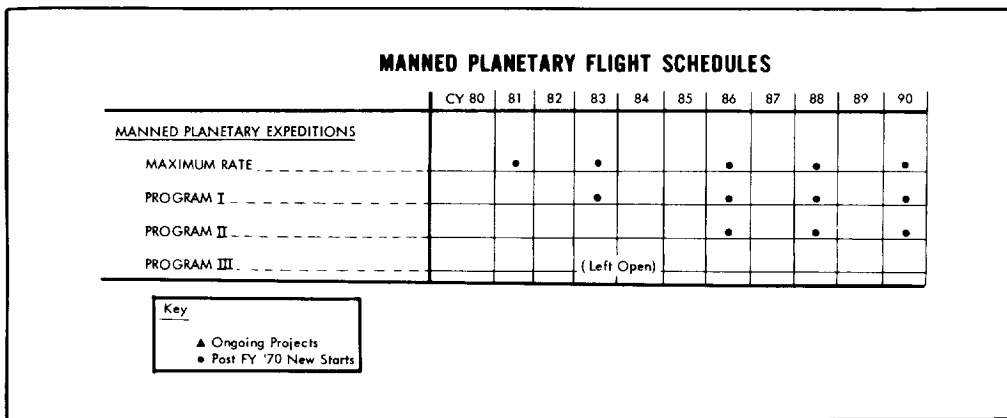 MANNED PLANETARY FLIGHT SCHEDULES
CY 80 81 82 83 84 85 86 87 88 89 90
MANNED PLANETARY EXPEDITIONS
MAXIMUM RATE • • • • •
PROGRAM I • • • •
PROGRAM II • • •
PROGRAM III (Left Open)
Key
▲ Ongoing Projects
• Post FY '70 New Starts